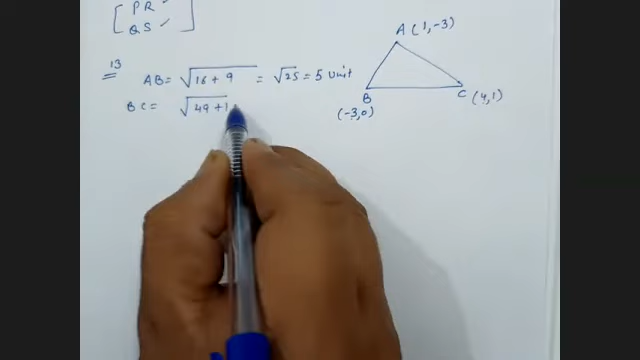 PR ✓
QS ✓
13
AB = √16 + 9 = √25 = 5 Unit
BC = √49 + 1
A (1, -3)
B
(-3, 0)
C (4, 1)